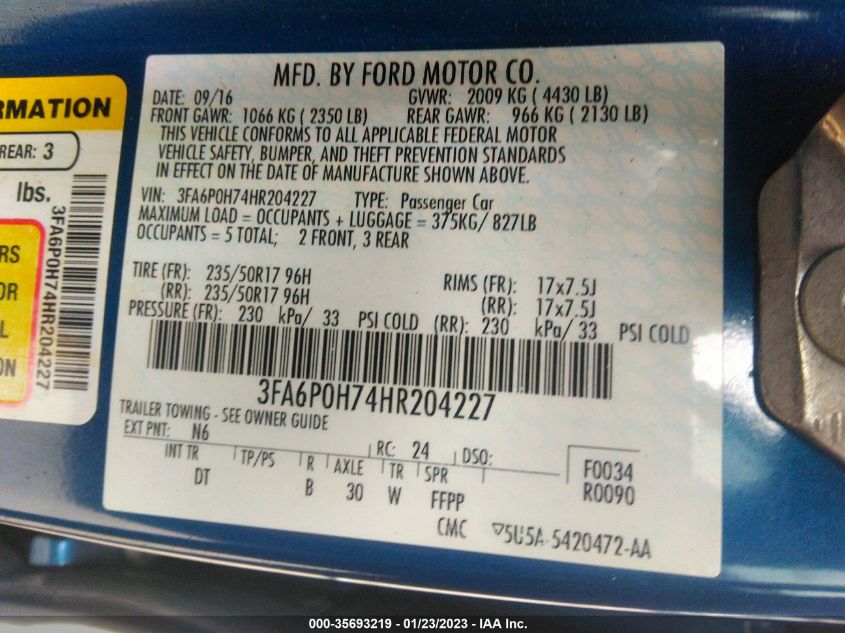 RMATION
REAR: 3
lbs.
RS
OR
L
ON
3FA6P0H74HR204227
MFD. BY FORD MOTOR CO.
DATE: 09/16 GVWR: 2009 KG ( 4430 LB)
FRONT GAWR: 1066 KG ( 2350 LB) REAR GAWR: 966 KG ( 2130 LB)
THIS VEHICLE CONFORMS TO ALL APPLICABLE FEDERAL MOTOR
VEHICLE SAFETY, BUMPER, AND THEFT PREVENTION STANDARDS
IN EFFECT ON THE DATE OF MANUFACTURE SHOWN ABOVE.
VIN: 3FA6P0H74HR204227 TYPE: Passenger Car
MAXIMUM LOAD = OCCUPANTS + LUGGAGE = 375KG/ 827LB
OCCUPANTS = 5 TOTAL; 2 FRONT, 3 REAR
TIRE (FR): 235/50R17 96H RIMS (FR): 17x7.5J
(RR): 235/50R17 96H (RR): 17x7.5J
PRESSURE (FR): 230 kPa/ 33 PSI COLD (RR): 230 kPa/ 33 PSI COLD
3FA6P0H74HR204227
TRAILER TOWING - SEE OWNER GUIDE
EXT PNT: N6 RC: 24 DSO:
INT TR TP/PS R AXLE TR SPR F0034
DT B 30 W FFPP R0090
CMC ▽5U5A-5420472-AA
000-35693219 - 01/23/2023 - IAA Inc.